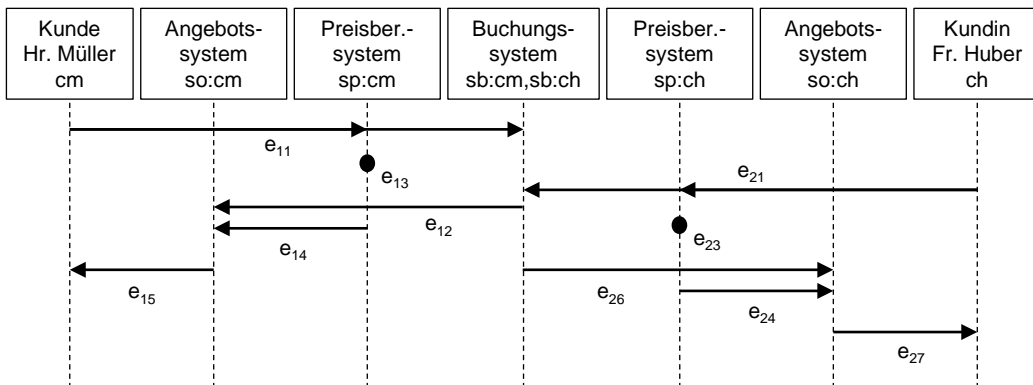 Kunde
Hr. Müller
cm
Angebots-
system
so:cm
Preisber.-
system
sp:cm
Buchungs-
system
sb:cm,sb:ch
Preisber.-
system
sp:ch
Angebots-
system
so:ch
Kundin
Fr. Huber
ch
e11
e13
e21
e12
e14
e23
e15
e26
e24
e27